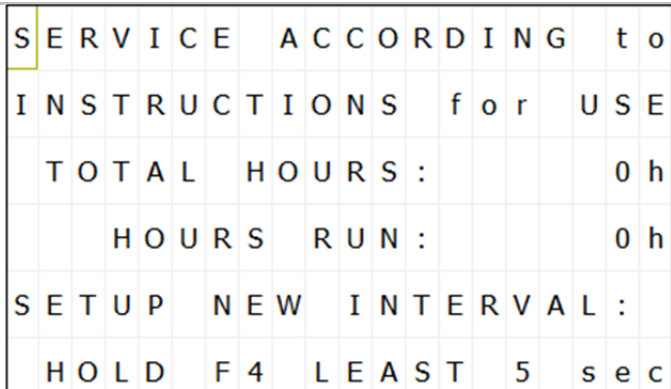 SERVICE ACCORDING to
INSTRUCTIONS for USE
TOTAL HOURS: 0h
HOURS RUN: 0h
SETUP NEW INTERVAL:
HOLD F4 LEAST 5 sec